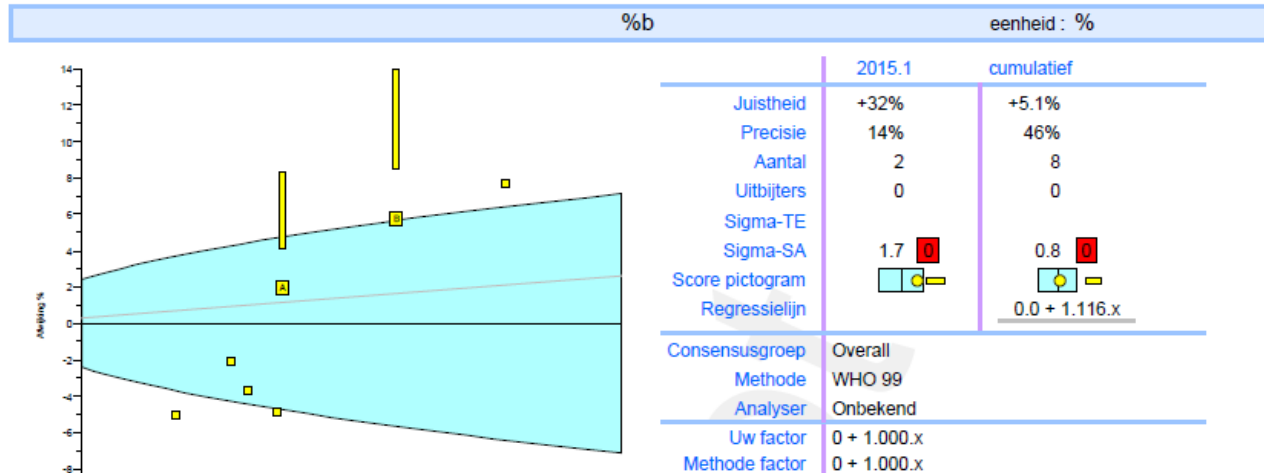 %b eenheid : %
2015.1 cumulatief
Juistheid +32% +5.1%
Precisie 14% 46%
Aantal 2 8
Uitbijters 0 0
Sigma-TE
Sigma-SA 1.7 0 0.8 0
Score pictogram
Regressielijn 0.0 + 1.116.x
Consensusgroep Overall
Methode WHO 99
Analyser Onbekend
Uw factor 0 + 1.000.x
Methode factor 0 + 1.000.x
Afwijking %
14
12
10
8
6
4
2
0
-2
-4
-6
-8
A
B